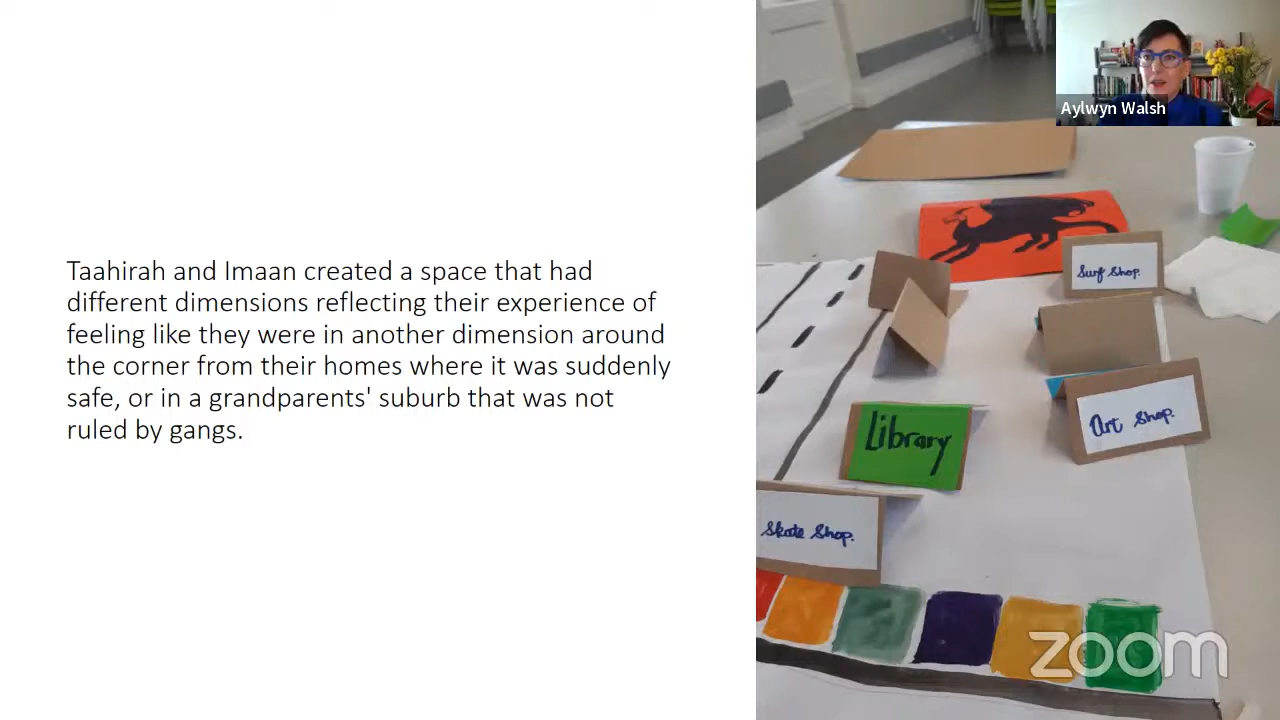 Taahirah and Imaan created a space that had
different dimensions reflecting their experience of
feeling like they were in another dimension around
the corner from their homes where it was suddenly
safe, or in a grandparents' suburb that was not
ruled by gangs.
Aylwyn Walsh
Surf Shop.
Art Shop.
Library
Skate Shop.
zoom